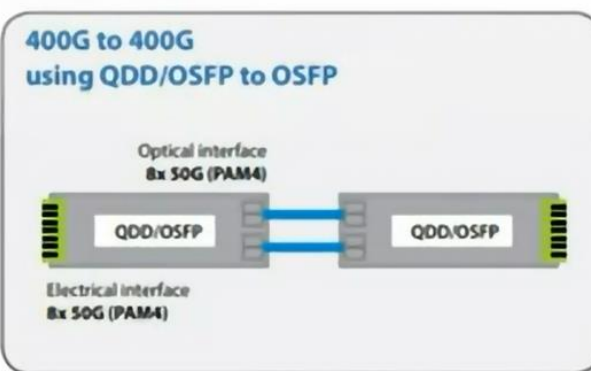 400G to 400G
using QDD/OSFP to OSFP
Optical interface
8x 50G (PAM4)
QDD/OSFP
QDD/OSFP
Electrical interface
8x 50G (PAM4)